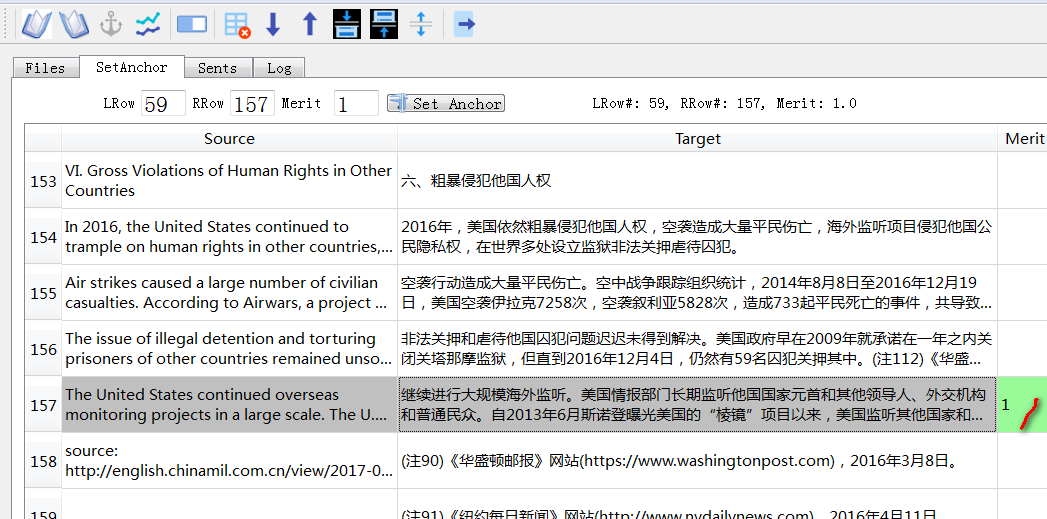 Files SetAnchor Sents Log
LRow 59 RRow 157 Merit 1 Set Anchor LRow#: 59, RRow#: 157, Merit: 1.0
Source Target Merit
153 VI. Gross Violations of Human Rights in Other
Countries
六、粗暴侵犯他国人权
154 In 2016, the United States continued to
trample on human rights in other countries,...
2016年，美国依然粗暴侵犯他国人权，空袭造成大量平民伤亡，海外监听项目侵犯他国公
民隐私权，在世界多处设立监狱非法关押虐待囚犯。
155 Air strikes caused a large number of civilian
casualties. According to Airwars, a project ...
空袭行动造成大量平民伤亡。空中战争跟踪组织统计，2014年8月8日至2016年12月19
日，美国空袭伊拉克7258次，空袭叙利亚5828次，造成733起平民死亡的事件，共导致...
156 The issue of illegal detention and torturing
prisoners of other countries remained unso...
非法关押和虐待他国囚犯问题迟迟未得到解决。美国政府早在2009年就承诺在一年之内关
闭关塔那摩监狱，但直到2016年12月4日，仍然有59名囚犯关押其中。(注112)《华盛...
157 The United States continued overseas
monitoring projects in a large scale. The U....
继续进行大规模海外监听。美国情报部门长期监听他国国家元首和其他领导人、外交机构
和普通民众。自2013年6月斯诺登曝光美国的“棱镜”项目以来，美国监听其他国家和...
1
158 source:
http://english.chinamil.com.cn/view/2017-0...
(注90)《华盛顿邮报》网站(https://www.washingtonpost.com)，2016年3月8日。
159 (注91)《纽约每日新闻》网站(http://www.nydailynews.com)，2016年4月11日